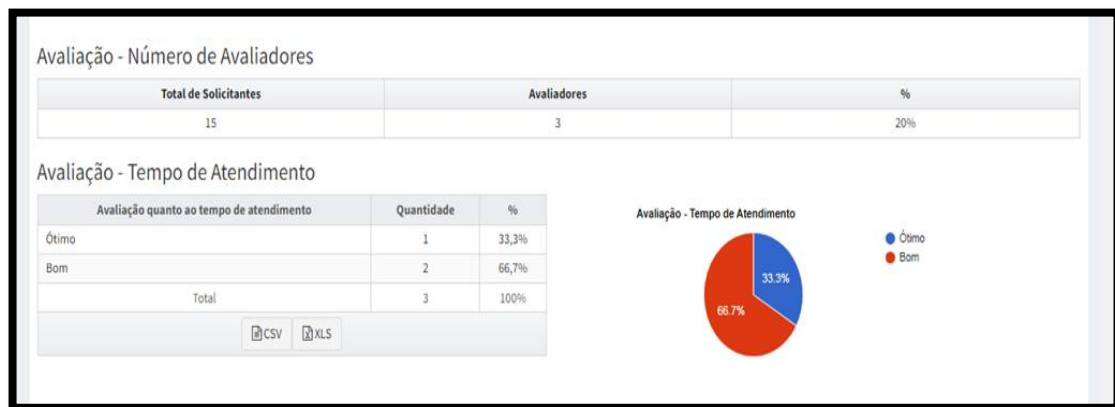 Avaliação - Número de Avaliadores
Total de Solicitantes Avaliadores %
15 3 20%
Avaliação - Tempo de Atendimento
Avaliação quanto ao tempo de atendimento Quantidade %
Ótimo 1 33,3%
Bom 2 66,7%
Total 3 100%
CSV XLS
Avaliação - Tempo de Atendimento
33.3%
66.7%
Ótimo
Bom